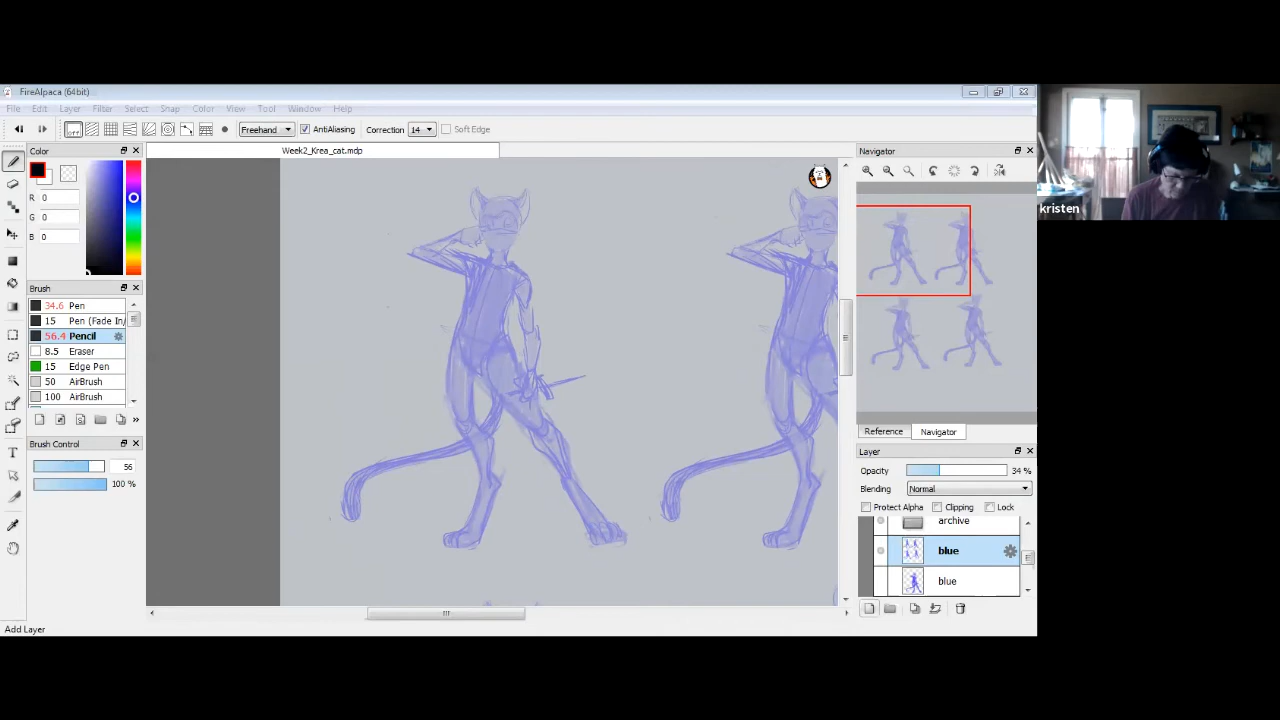 FireAlpaca (64bit)
File Edit Layer Filter Select Snap Color View Tool Window Help
off Freehand AntiAliasing Correction 14 Soft Edge
Color
Week2_Krea_cat.mdp
Navigator
R 0
G 0
B 0
kristen
Brush
34.6 Pen
15 Pen (Fade In/
56.4 Pencil
8.5 Eraser
15 Edge Pen
50 AirBrush
100 AirBrush
Reference Navigator
Brush Control
56
100 %
Layer
Opacity 34 %
Blending Normal
Protect Alpha Clipping Lock
archive
blue
blue
T
Add Layer